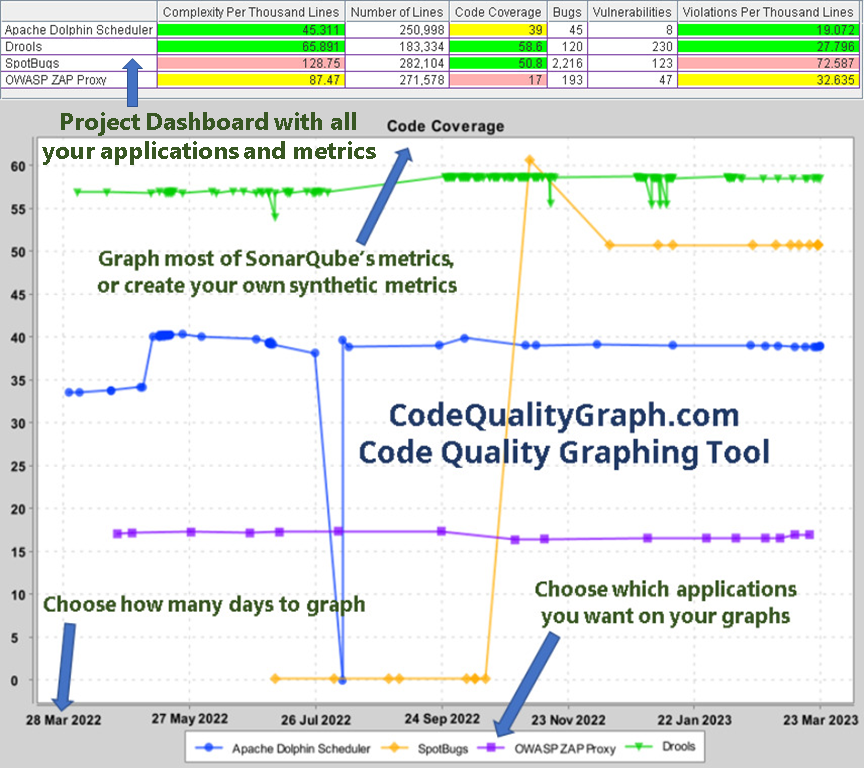 Complexity Per Thousand Lines Number of Lines Code Coverage Bugs Vulnerabilities Violations Per Thousand Lines
Apache Dolphin Scheduler 45.311 250,998 39 45 8 19.072
Drools 65.891 183,334 58.6 120 230 27.796
SpotBugs 128.75 282,104 50.8 2,216 123 72.587
OWASP ZAP Proxy 87.47 271,578 17 193 47 32.635
Project Dashboard with all
your applications and metrics
Code Coverage
60
55
Graph most of SonarQube's metrics,
or create your own synthetic metrics
50
45
40
35
CodeQualityGraph.com
Code Quality Graphing Tool
30
25
20
15
10
Choose how many days to graph
Choose which applications
you want on your graphs
5
0
28 Mar 2022 27 May 2022 26 Jul 2022 24 Sep 2022 23 Nov 2022 22 Jan 2023 23 Mar 2023
Apache Dolphin Scheduler SpotBugs OWASP ZAP Proxy Drools